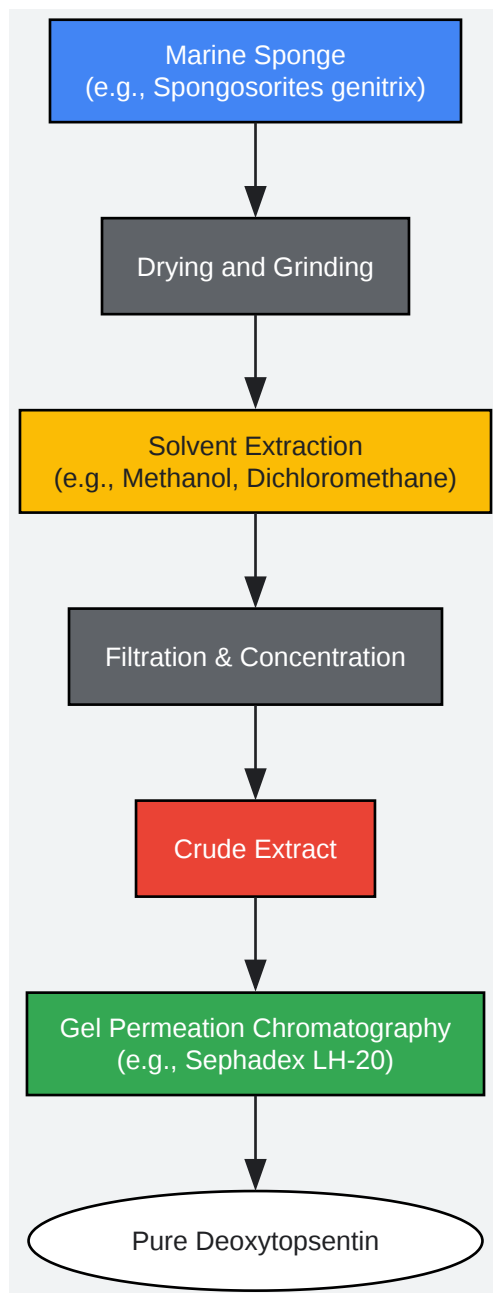 Marine Sponge
(e.g., Spongosorites genitrix)
Drying and Grinding
Solvent Extraction
(e.g., Methanol, Dichloromethane)
Filtration & Concentration
Crude Extract
Gel Permeation Chromatography
(e.g., Sephadex LH-20)
Pure Deoxytopsentin